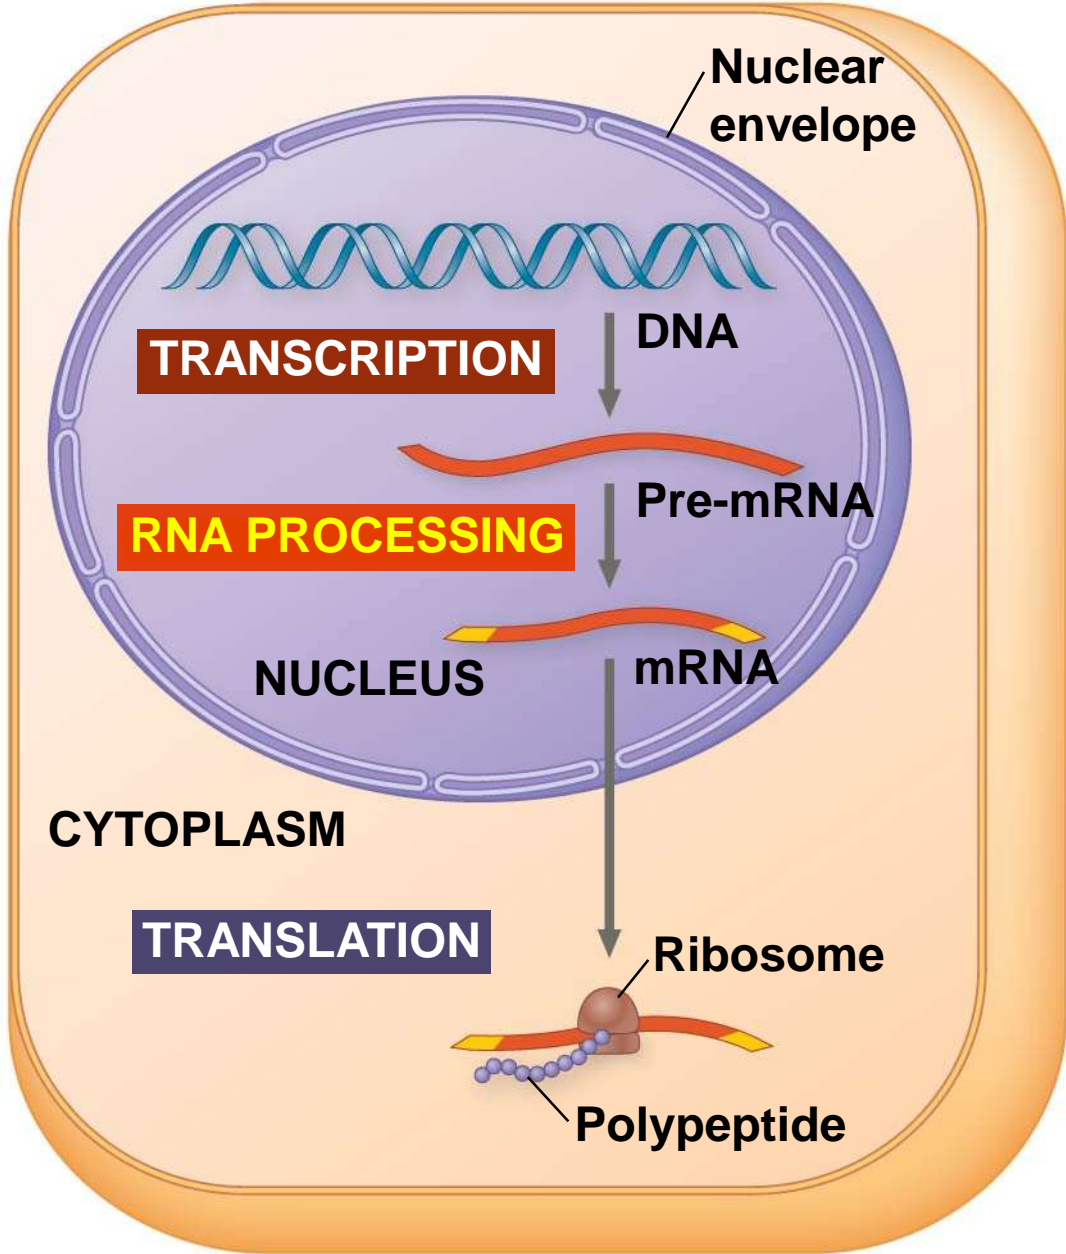 Nuclear
envelope
DNA
TRANSCRIPTION
Pre-mRNA
RNA PROCESSING
mRNA
NUCLEUS
CYTOPLASM
TRANSLATION
Ribosome
Polypeptide